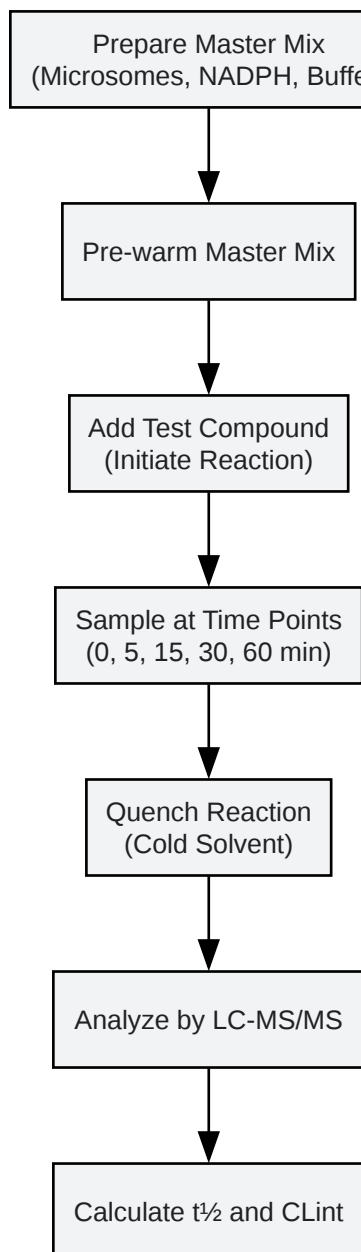 Prepare Master Mix
(Microsomes, NADPH, Buffe
Pre-warm Master Mix
Add Test Compound
(Initiate Reaction)
Sample at Time Points
(0, 5, 15, 30, 60 min)
Quench Reaction
(Cold Solvent)
Analyze by LC-MS/MS
Calculate t½ and CLint